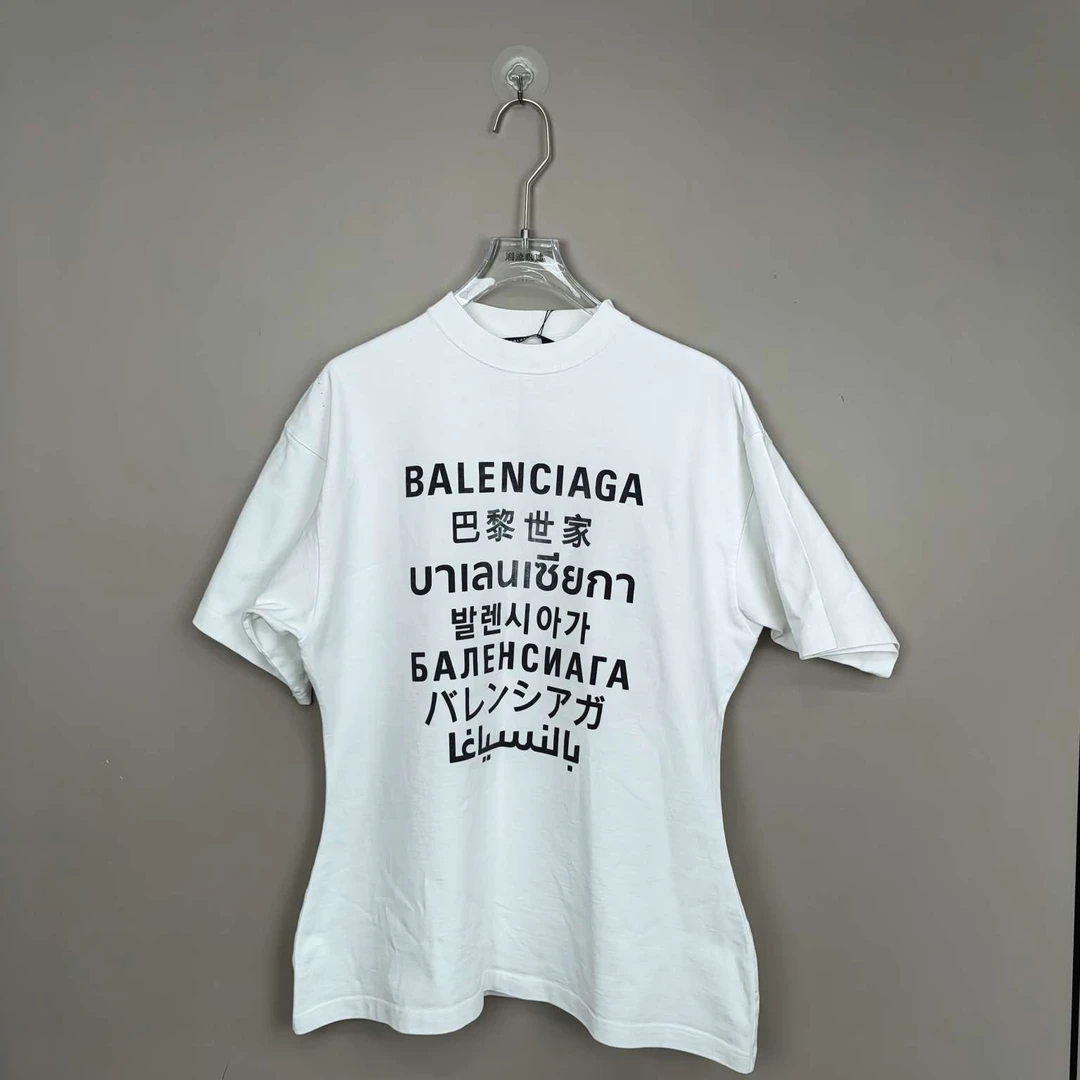 BALENCIAGA
巴黎世家
บาเลนเซียกา
발렌시아가
БАЛЕНСИАГА
バレンシアガ
بالنسياغا